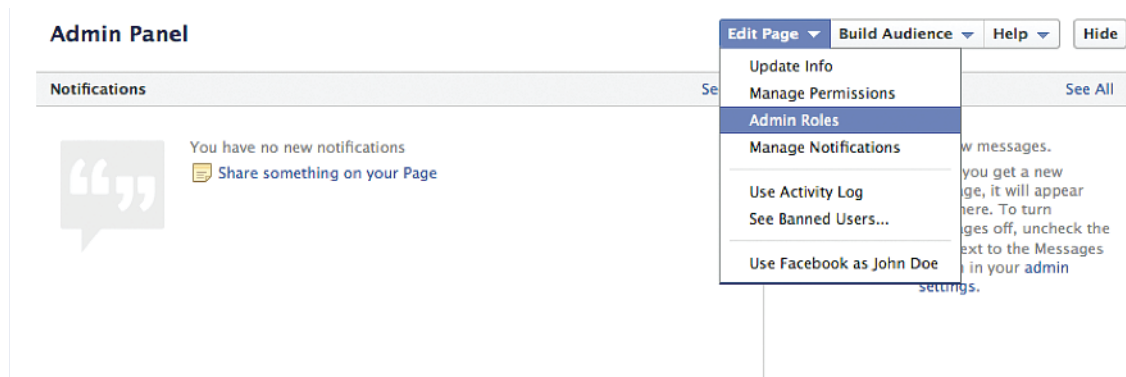 Admin Panel
Edit Page
Build Audience
Help
Hide
Notifications
Se
See All
Update Info
Manage Permissions
Admin Roles
Manage Notifications
Use Activity Log
See Banned Users...
Use Facebook as John Doe
You have no new notifications
Share something on your Page
w messages.
you get a new
ge, it will appear
here. To turn
ges off, uncheck the
ext to the Messages
in your admin
settings.